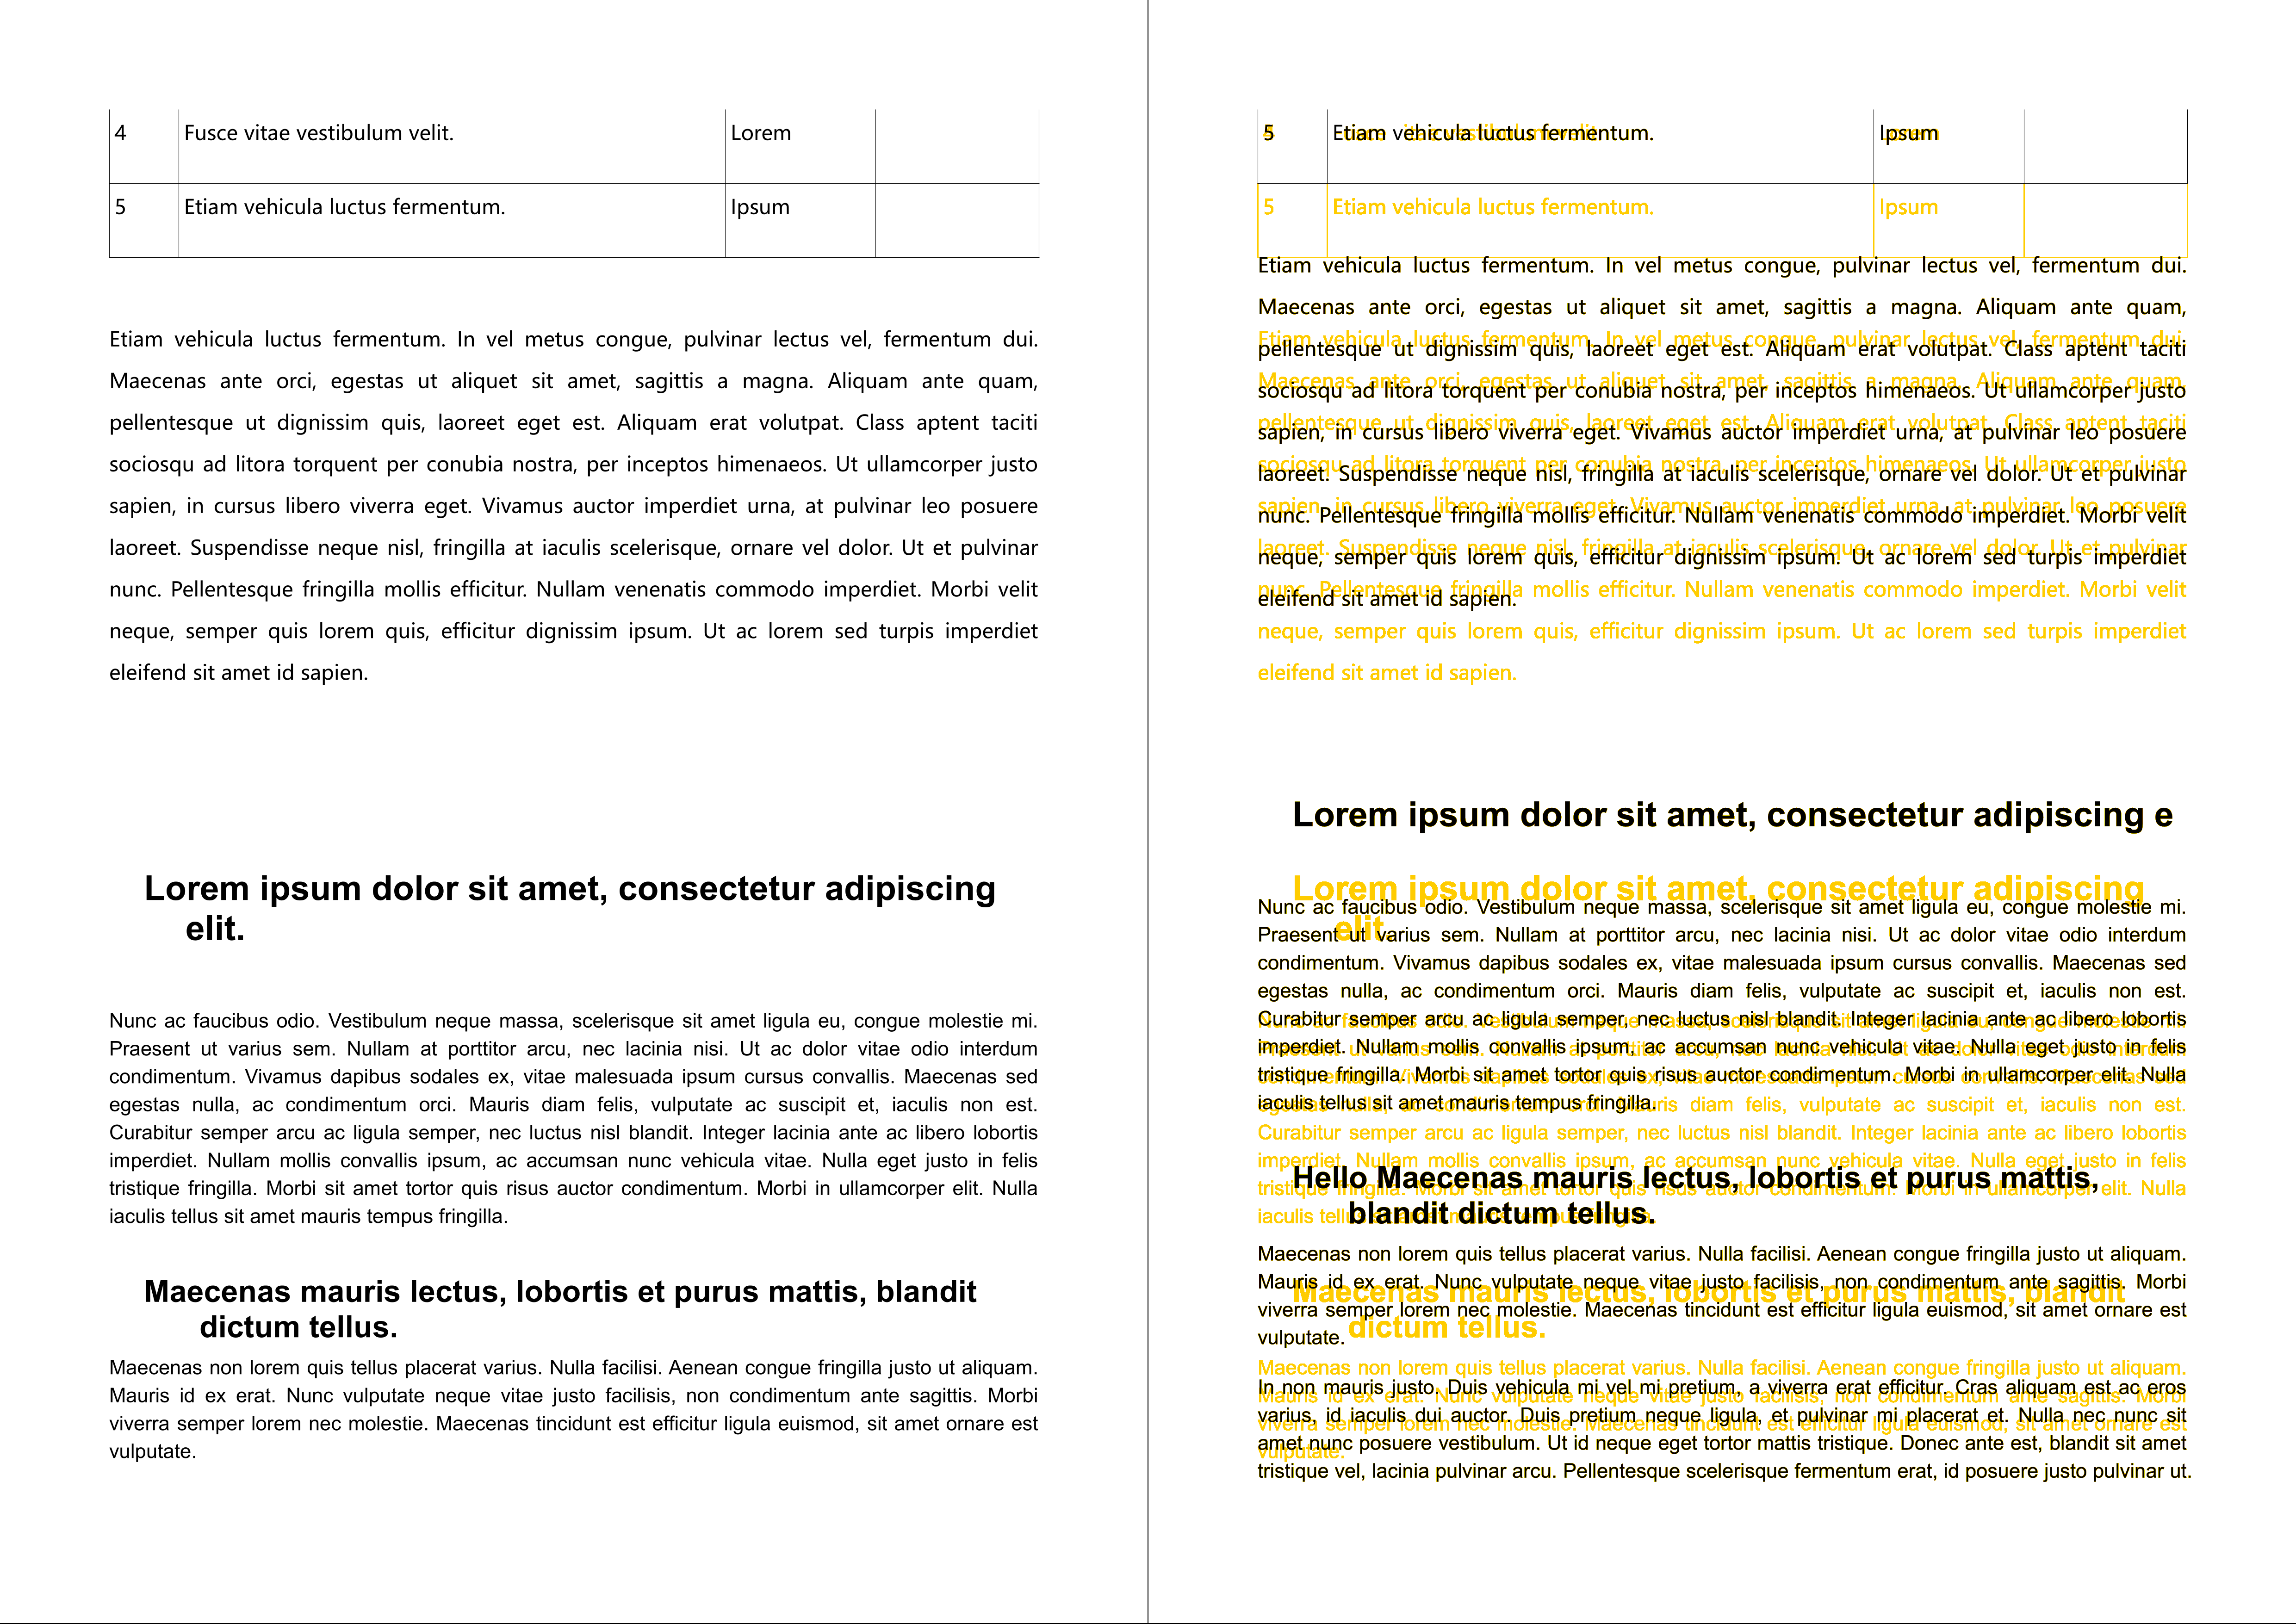 4 Fusce vitae vestibulum velit. Lorem
5 Etiam vehicula luctus fermentum. Ipsum
Etiam vehicula luctus fermentum. In vel metus congue, pulvinar lectus vel, fermentum dui.
Maecenas ante orci, egestas ut aliquet sit amet, sagittis a magna. Aliquam ante quam,
pellentesque ut dignissim quis, laoreet eget est. Aliquam erat volutpat. Class aptent taciti
sociosqu ad litora torquent per conubia nostra, per inceptos himenaeos. Ut ullamcorper justo
sapien, in cursus libero viverra eget. Vivamus auctor imperdiet urna, at pulvinar leo posuere
laoreet. Suspendisse neque nisl, fringilla at iaculis scelerisque, ornare vel dolor. Ut et pulvinar
nunc. Pellentesque fringilla mollis efficitur. Nullam venenatis commodo imperdiet. Morbi velit
neque, semper quis lorem quis, efficitur dignissim ipsum. Ut ac lorem sed turpis imperdiet
eleifend sit amet id sapien.
Lorem ipsum dolor sit amet, consectetur adipiscing
elit.
Nunc ac faucibus odio. Vestibulum neque massa, scelerisque sit amet ligula eu, congue molestie mi.
Praesent ut varius sem. Nullam at porttitor arcu, nec lacinia nisi. Ut ac dolor vitae odio interdum
condimentum. Vivamus dapibus sodales ex, vitae malesuada ipsum cursus convallis. Maecenas sed
egestas nulla, ac condimentum orci. Mauris diam felis, vulputate ac suscipit et, iaculis non est.
Curabitur semper arcu ac ligula semper, nec luctus nisl blandit. Integer lacinia ante ac libero lobortis
imperdiet. Nullam mollis convallis ipsum, ac accumsan nunc vehicula vitae. Nulla eget justo in felis
tristique fringilla. Morbi sit amet tortor quis risus auctor condimentum. Morbi in ullamcorper elit. Nulla
iaculis tellus sit amet mauris tempus fringilla.
Maecenas mauris lectus, lobortis et purus mattis, blandit
dictum tellus.
Maecenas non lorem quis tellus placerat varius. Nulla facilisi. Aenean congue fringilla justo ut aliquam.
Mauris id ex erat. Nunc vulputate neque vitae justo facilisis, non condimentum ante sagittis. Morbi
viverra semper lorem nec molestie. Maecenas tincidunt est efficitur ligula euismod, sit amet ornare est
vulputate.
5 Etiam vehicula luctus fermentum. Ipsum
5 Etiam vehicula luctus fermentum. Ipsum
Etiam vehicula luctus fermentum. In vel metus congue, pulvinar lectus vel, fermentum dui.
Maecenas ante orci, egestas ut aliquet sit amet, sagittis a magna. Aliquam ante quam,
Etiam vehicula luctus fermentum. In vel metus congue, pulvinar lectus vel, fermentum dui.
pellentesque ut dignissim quis, laoreet eget est. Aliquam erat volutpat. Class aptent taciti
Maecenas ante orci, egestas ut aliquet sit amet, sagittis a magna. Aliquam ante quam,
sociosqu ad litora torquent per conubia nostra, per inceptos himenaeos. Ut ullamcorper justo
pellentesque ut dignissim quis, laoreet eget est. Aliquam erat volutpat. Class aptent taciti
sapien, in cursus libero viverra eget. Vivamus auctor imperdiet urna, at pulvinar leo posuere
sociosqu ad litora torquent per conubia nostra, per inceptos himenaeos. Ut ullamcorper justo
laoreet. Suspendisse neque nisl, fringilla at iaculis scelerisque, ornare vel dolor. Ut et pulvinar
sapien, in cursus libero viverra eget. Vivamus auctor imperdiet urna, at pulvinar leo posuere
nunc. Pellentesque fringilla mollis efficitur. Nullam venenatis commodo imperdiet. Morbi velit
laoreet. Suspendisse neque nisl, fringilla at iaculis scelerisque, ornare vel dolor. Ut et pulvinar
neque, semper quis lorem quis, efficitur dignissim ipsum. Ut ac lorem sed turpis imperdiet
nunc. Pellentesque fringilla mollis efficitur. Nullam venenatis commodo imperdiet. Morbi velit
eleifend sit amet id sapien.
neque, semper quis lorem quis, efficitur dignissim ipsum. Ut ac lorem sed turpis imperdiet
eleifend sit amet id sapien.
Lorem ipsum dolor sit amet, consectetur adipiscing e
Lorem ipsum dolor sit amet, consectetur adipiscing
Nunc ac faucibus odio. Vestibulum neque massa, scelerisque sit amet ligula eu, congue molestie mi.
elit.
Praesent ut varius sem. Nullam at porttitor arcu, nec lacinia nisi. Ut ac dolor vitae odio interdum
condimentum. Vivamus dapibus sodales ex, vitae malesuada ipsum cursus convallis. Maecenas sed
egestas nulla, ac condimentum orci. Mauris diam felis, vulputate ac suscipit et, iaculis non est.
Curabitur semper arcu ac ligula semper, nec luctus nisl blandit. Integer lacinia ante ac libero lobortis
imperdiet. Nullam mollis convallis ipsum, ac accumsan nunc vehicula vitae. Nulla eget justo in felis
tristique fringilla. Morbi sit amet tortor quis risus auctor condimentum. Morbi in ullamcorper elit. Nulla
iaculis tellus sit amet mauris tempus fringilla.
diam felis, vulputate ac suscipit et, iaculis non est.
Curabitur semper arcu ac ligula semper, nec luctus nisl blandit. Integer lacinia ante ac libero lobortis
imperdiet. Nullam mollis convallis ipsum, ac accumsan nunc vehicula vitae. Nulla eget justo in felis
Hello Maecenas mauris lectus, lobortis et purus mattis,
tristique fringilla. Morbi sit amet tortor quis risus auctor condimentum. Morbi in ullamcorper elit. Nulla
blandit dictum tellus.
iaculis
Maecenas non lorem quis tellus placerat varius. Nulla facilisi. Aenean congue fringilla justo ut aliquam.
Mauris id ex erat. Nunc vulputate neque vitae justo facilisis, non condimentum ante sagittis. Morbi
Maecenas mauris lectus, lobortis et purus mattis, blandit
viverra semper lorem nec molestie. Maecenas tincidunt est efficitur ligula euismod, sit amet ornare est
dictum tellus.
vulputate.
Maecenas non lorem quis tellus placerat varius. Nulla facilisi. Aenean congue fringilla justo ut aliquam.
In non mauris justo. Duis vehicula mi vel mi pretium, a viverra erat efficitur. Cras aliquam est ac eros
Mauris id ex erat. Nunc vulputate neque vitae justo facilisis, non condimentum ante sagittis. Morbi
varius, id iaculis dui auctor. Duis pretium neque ligula, et pulvinar mi placerat et. Nulla nec nunc sit
viverra semper lorem nec molestie. Maecenas tincidunt est efficitur ligula euismod, sit amet ornare est
amet nunc posuere vestibulum. Ut id neque eget tortor mattis tristique. Donec ante est, blandit sit amet
vulputate.
tristique vel, lacinia pulvinar arcu. Pellentesque scelerisque fermentum erat, id posuere justo pulvinar ut.